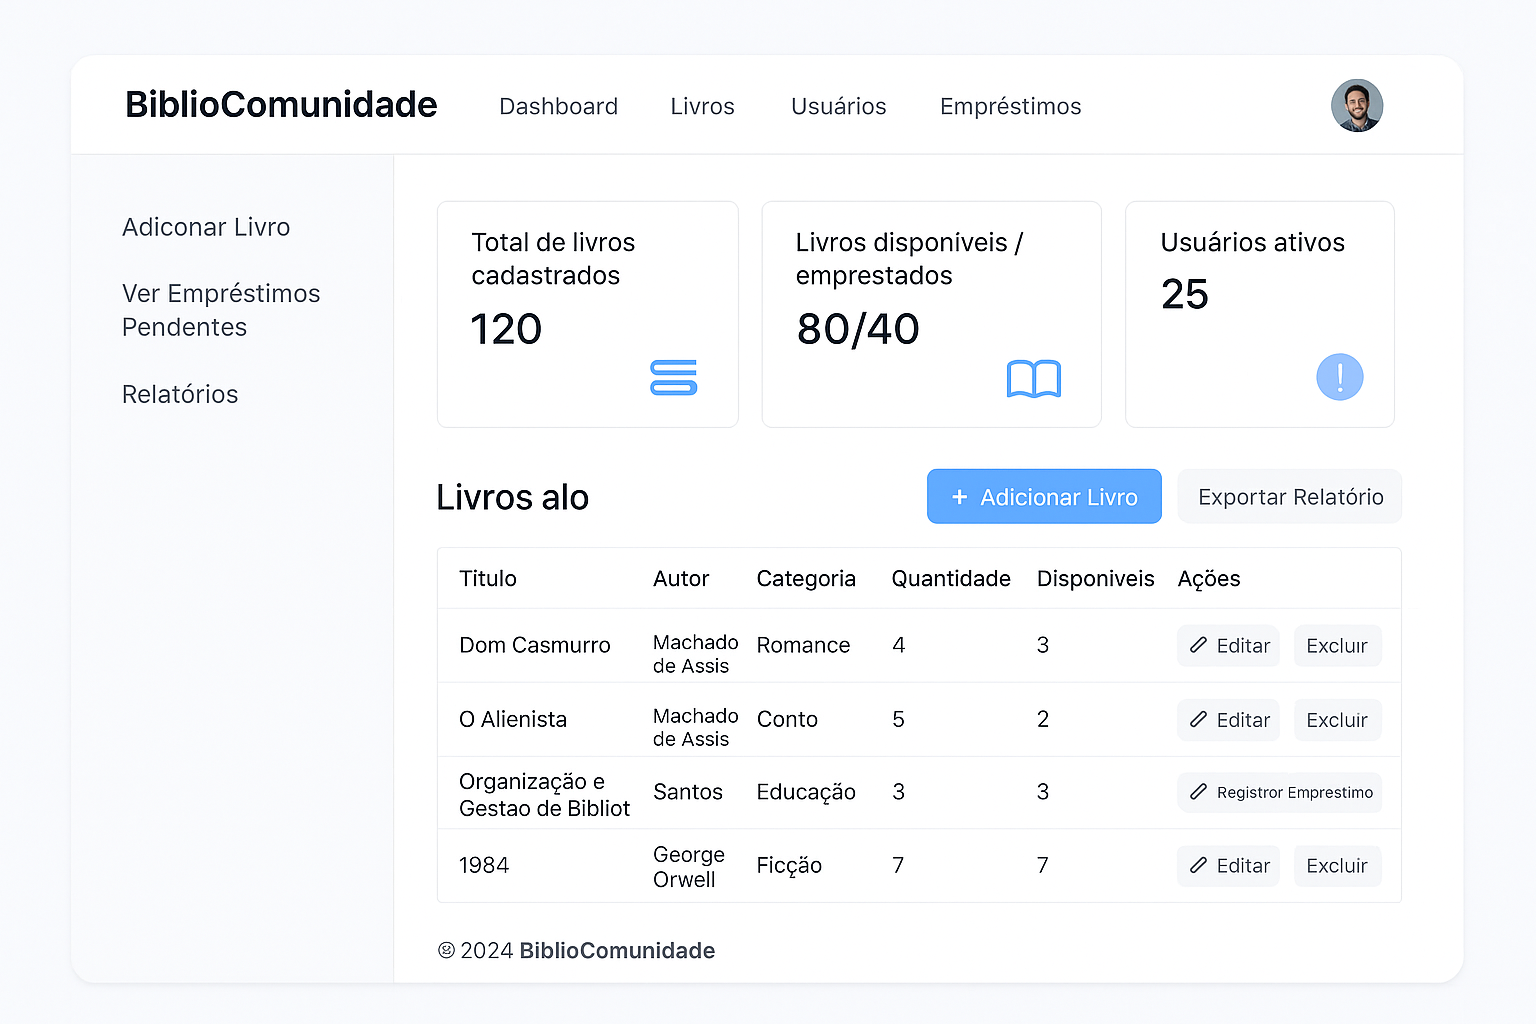 BiblioComunidade Dashboard Livros Usuários Empréstimos
Adiconar Livro
Ver Empréstimos
Pendentes
Relatórios
Total de livros
cadastrados
120
Livros disponíveis /
emprestados
80/40
Usuários ativos
25
!
Livros alo
+ Adicionar Livro
Exportar Relatório
Titulo Autor Categoria Quantidade Disponiveis Ações
Dom Casmurro Machado de Assis Romance 4 3 Editar Excluir
O Alienista Machado de Assis Conto 5 2 Editar Excluir
Organização e
Gestao de Bibliot Santos Educação 3 3 Registror Emprestimo
1984 George Orwell Ficção 7 7 Editar Excluir
© 2024 BiblioComunidade